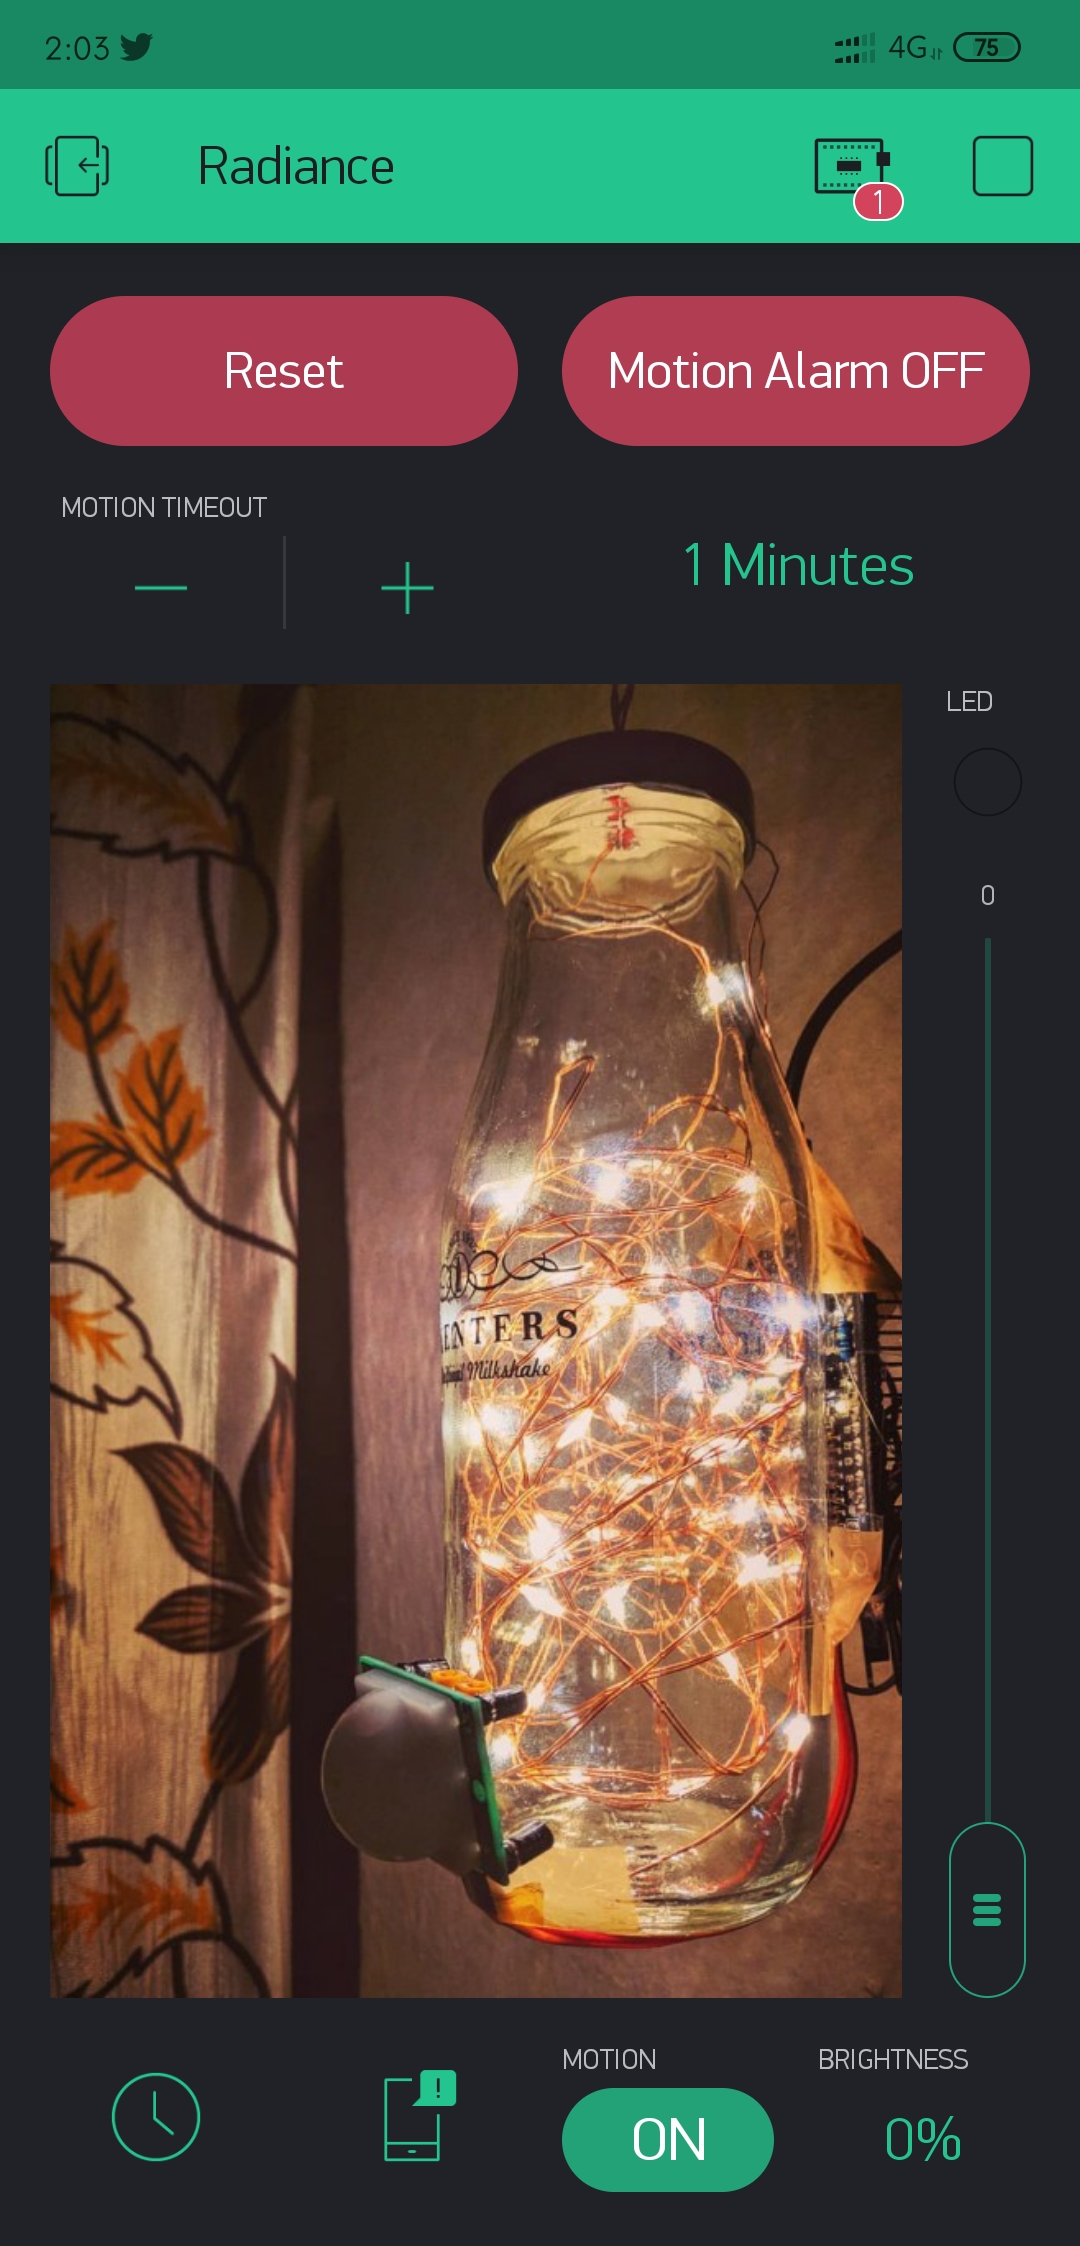 2:03
4G
75
Radiance
1
Reset
Motion Alarm OFF
MOTION TIMEOUT
1 Minutes
LED
0
NTERS
Milkshake
MOTION
BRIGHTNESS
ON
0%